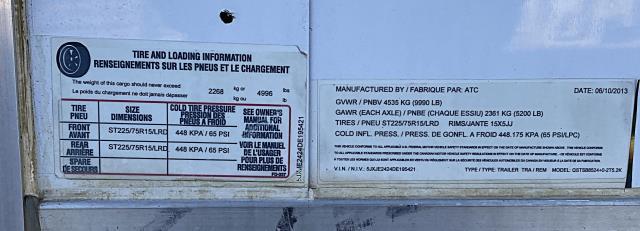 TIRE AND LOADING INFORMATION
RENSEIGNEMENTS SUR LES PNEUS ET LE CHARGEMENT
The weight of this cargo should never exceed
Le poids du chargement ne doit jamais dépasser
2268 kg or kg ou 4996 lbs lb
TIRE PNEU
SIZE DIMENSIONS
COLD TIRE PRESSURE
PRESSION DES PNEUS À FROID
SEE OWNER'S MANUAL FOR ADDITIONAL INFORMATION
VOIR LE MANUEL DE L'USAGER POUR PLUS DE RENSEIGNEMENTS
FRONT AVANT
ST225/75R15/LRD
448 KPA / 65 PSI
REAR ARRIÈRE
ST225/75R15/LRD
448 KPA / 65 PSI
SPARE DE SECOURS
MANUFACTURED BY / FABRIQUE PAR: ATC
DATE: 06/10/2013
GVWR / PNBV 4535 KG (9990 LB)
GAWR (EACH AXLE) / PNBE (CHAQUE ESSIU) 2361 KG (5200 LB)
TIRES / PNEU ST225/75R15/LRD RIMS/JANTE 15X5JJ
COLD INFL. PRESS. / PRESS. DE GONFL. A FROID 448.175 KPA (65 PSI/LPC)
V.I.N. / N.I.V.: 5JXJE2424DE195421
TYPE / TYPE: TRAILER TRA / REM